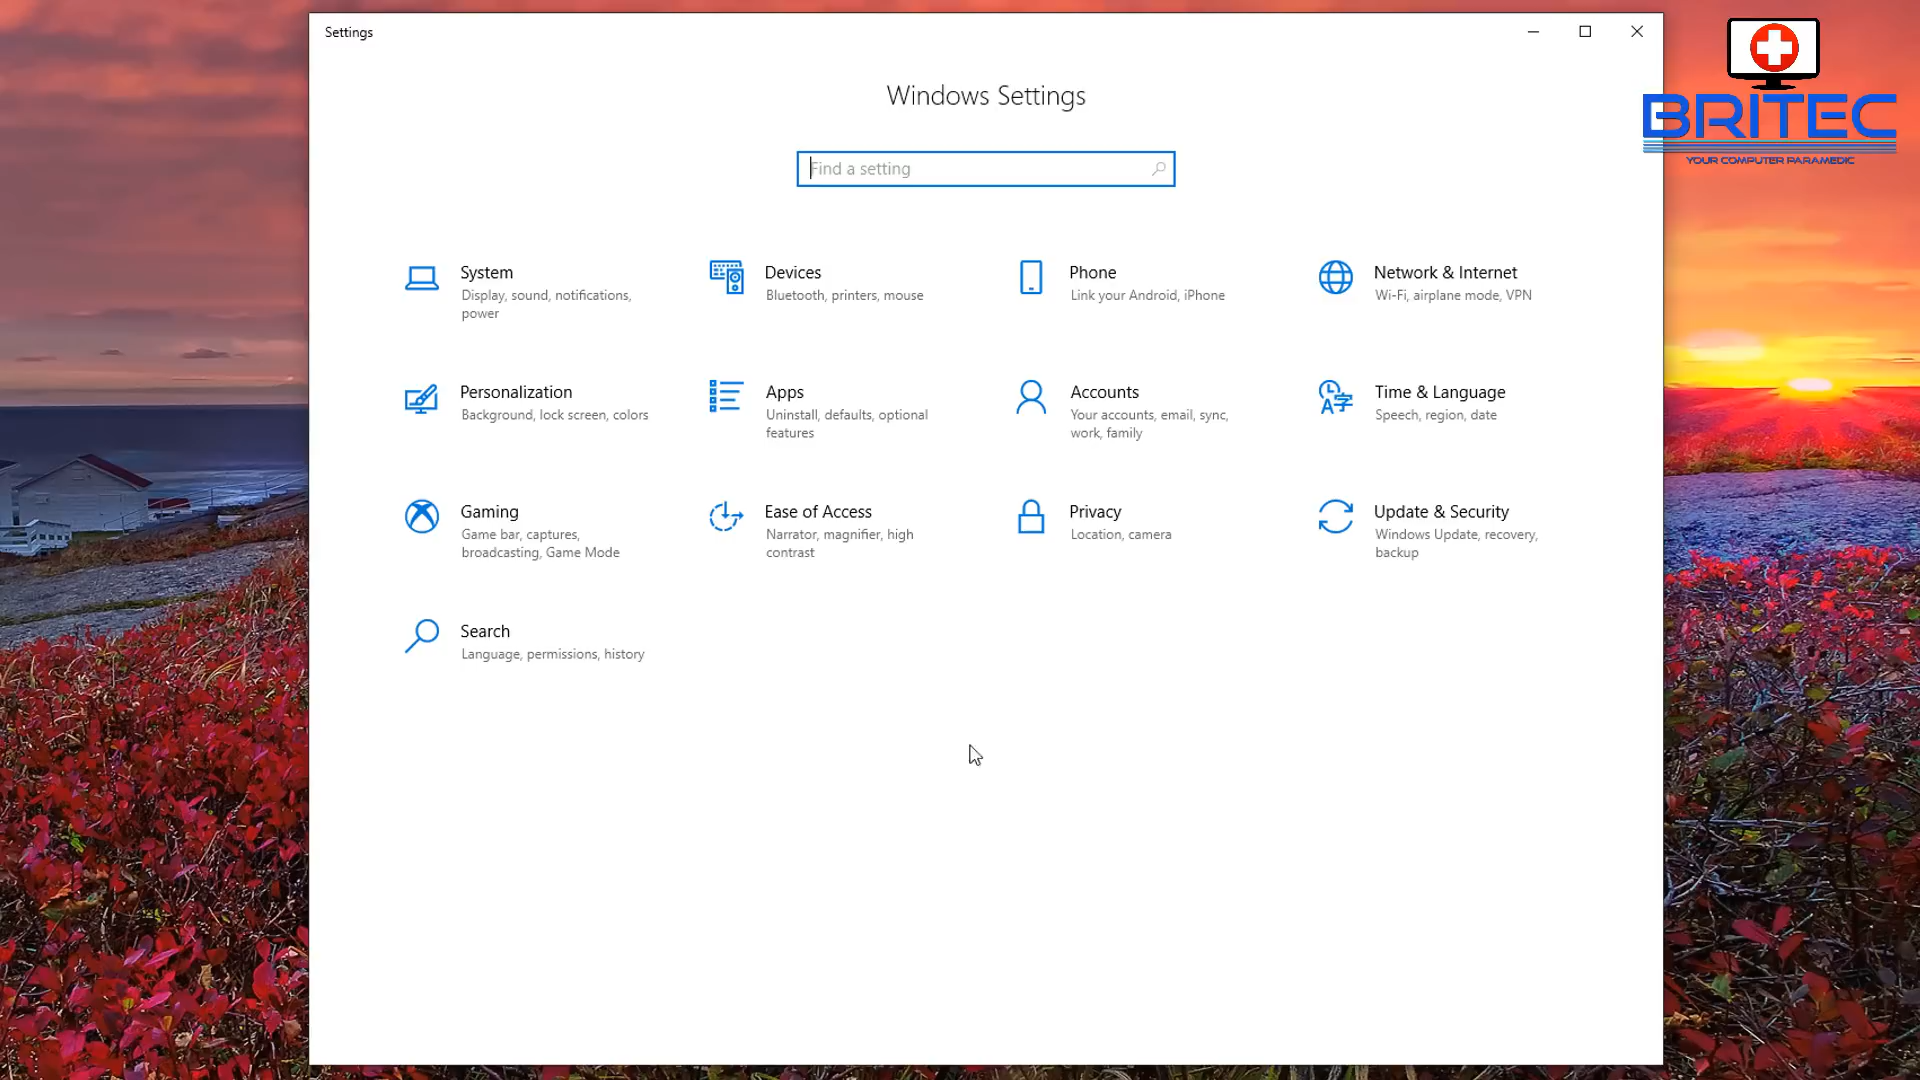 Settings
BRITEC
YOUR COMPUTER PARAMEDIC
Windows Settings
Find a setting
System
Display, sound, notifications,
power
Devices
Bluetooth, printers, mouse
Phone
Link your Android, iPhone
Network & Internet
Wi-Fi, airplane mode, VPN
Personalization
Background, lock screen, colors
Apps
Uninstall, defaults, optional
features
Accounts
Your accounts, email, sync,
work, family
Time & Language
Speech, region, date
Gaming
Game bar, captures,
broadcasting, Game Mode
Ease of Access
Narrator, magnifier, high
contrast
Privacy
Location, camera
Update & Security
Windows Update, recovery,
backup
Search
Language, permissions, history